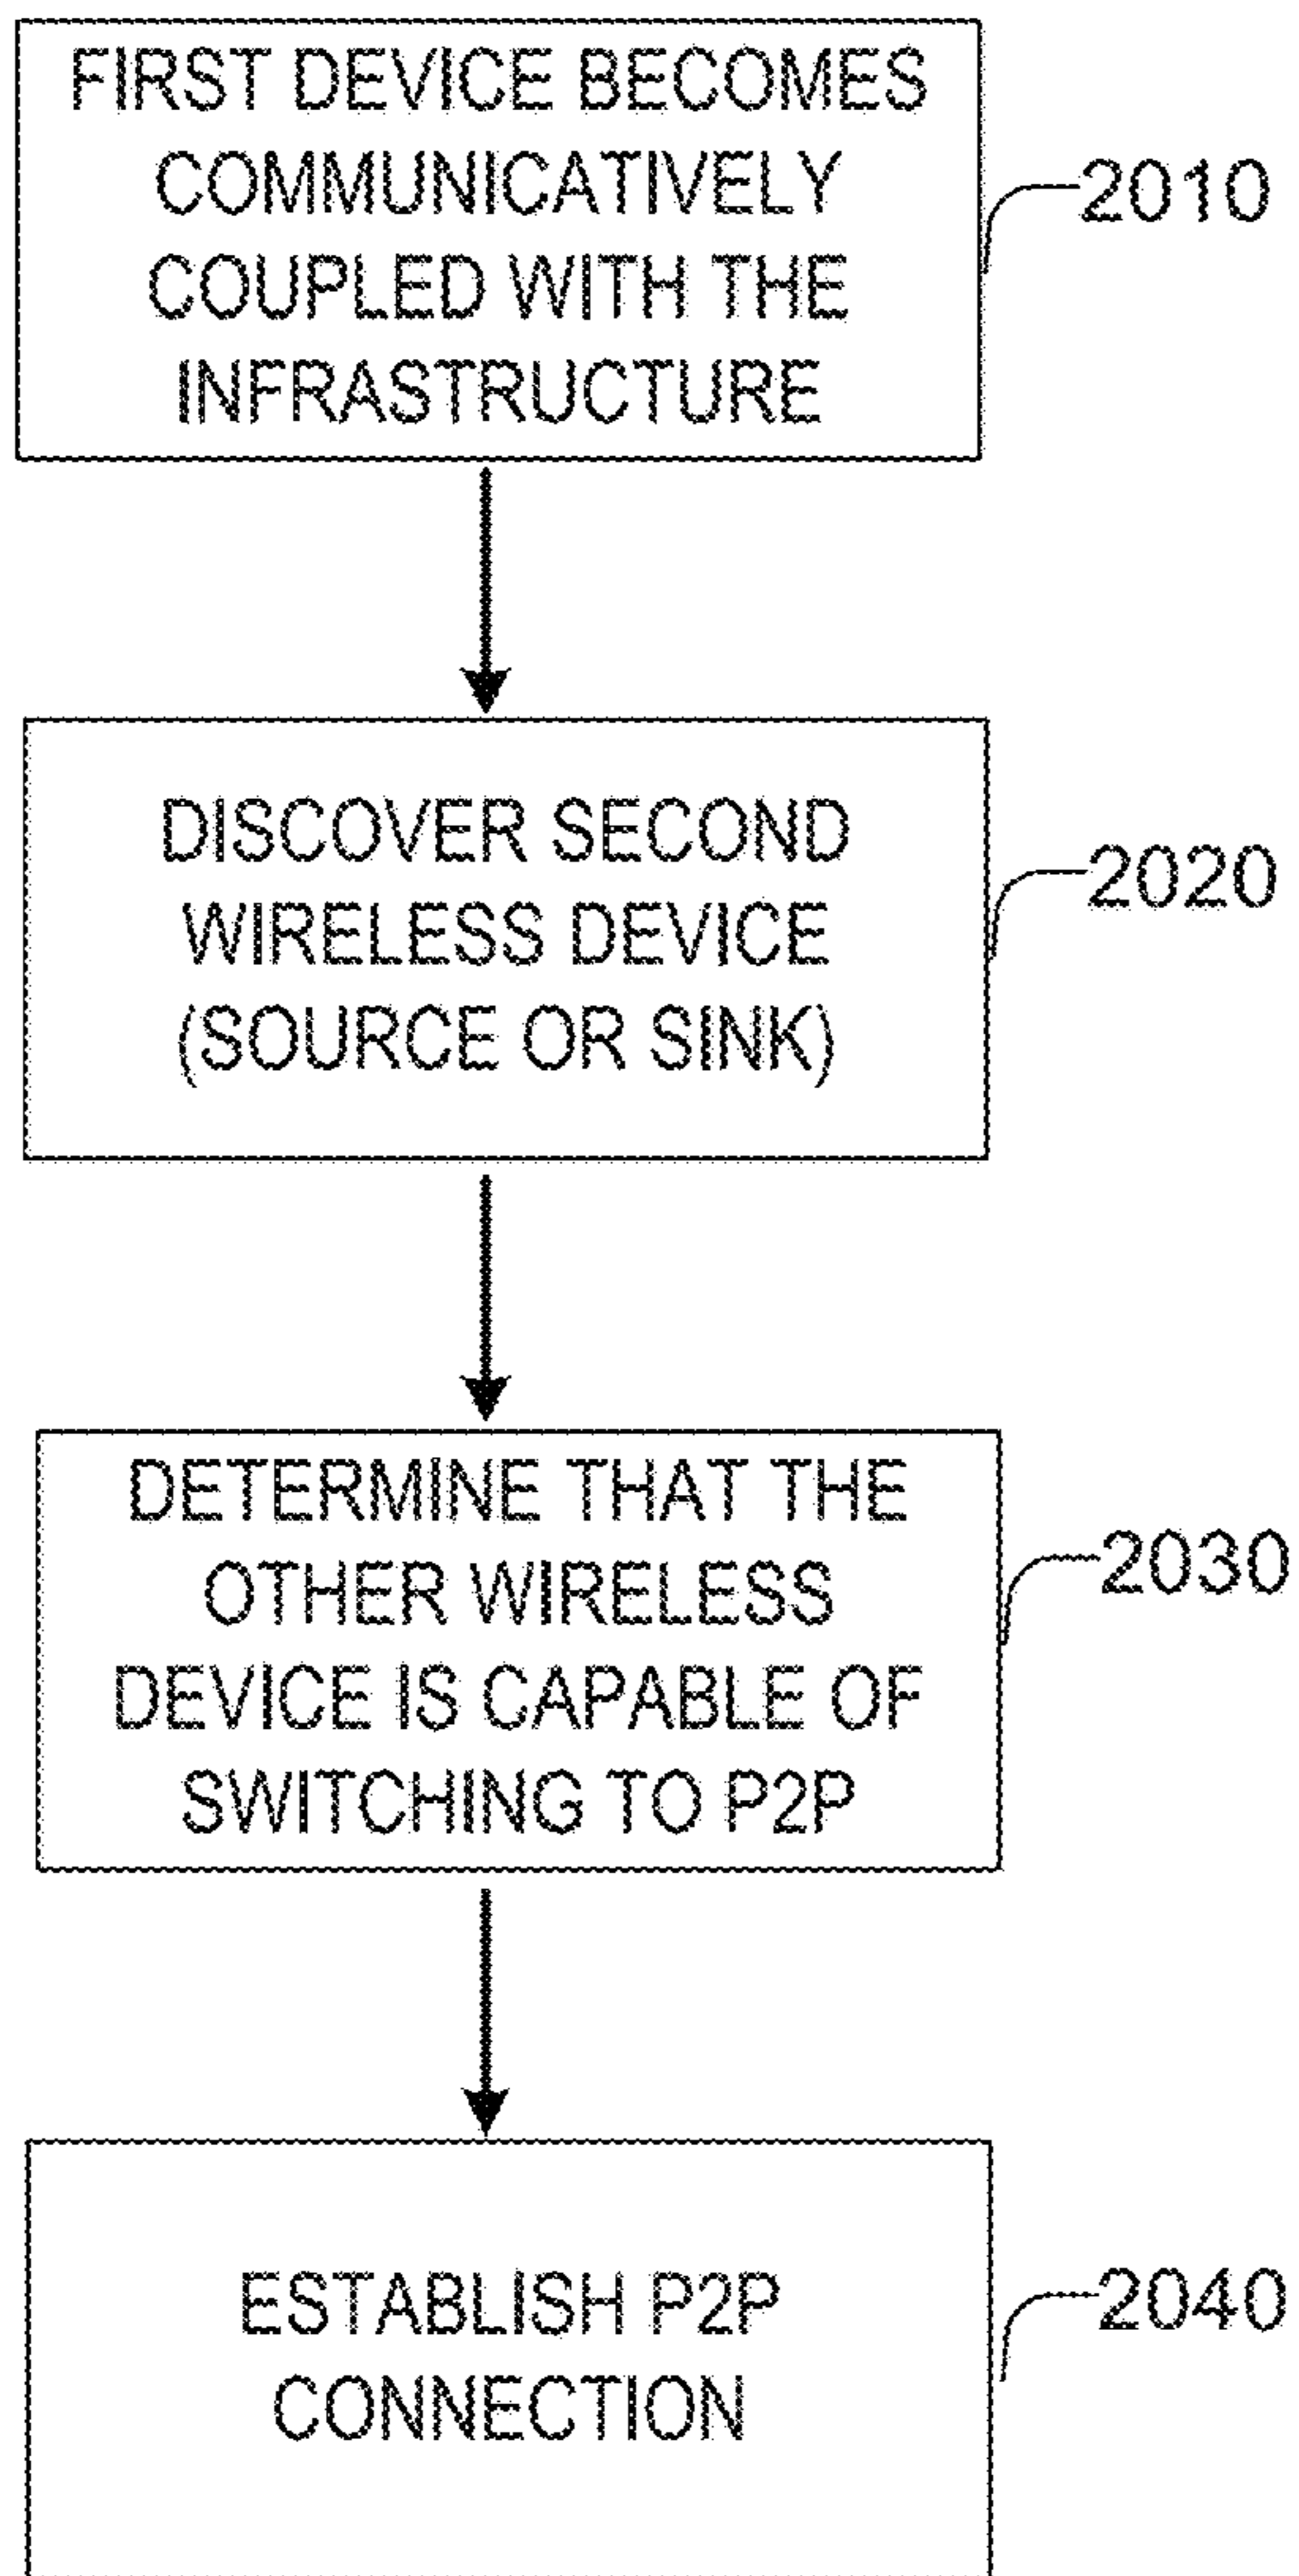 FIRST DEVICE BECOMES
COMMUNICATIVELY
COUPLED WITH THE
INFRASTRUCTURE
2010
DISCOVER SECOND
WIRELESS DEVICE
(SOURCE OR SINK)
2020
DETERMINE THAT THE
OTHER WIRELESS
DEVICE IS CAPABLE OF
SWITCHING TO P2P
2030
ESTABLISH P2P
CONNECTION
2040